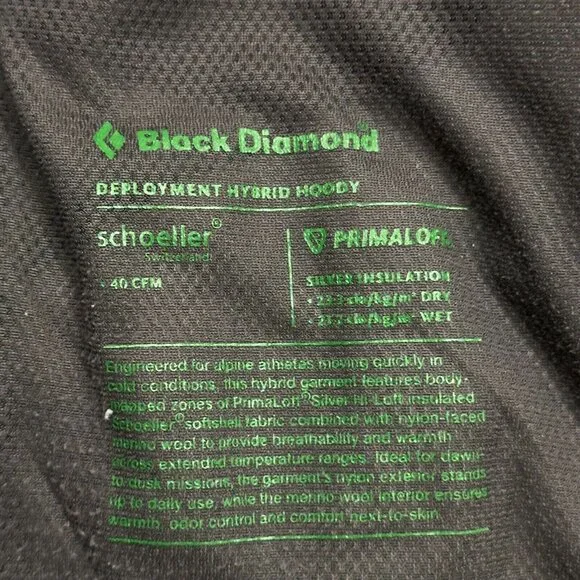 Black Diamond
DEPLOYMENT HYBRID HOODY
schoeller®
Switzerland
• 40 CFM
PRIMALOFT
SILVER INSULATION
DRY
WET
Engineered for alpine athletes moving quickly in
cold conditions, this hybrid garment features body-
mapped zones of PrimaLoft® Silver Hi-Loft insulated
Schoeller® softshell fabric combined with nylon-faced
merino wool to provide breathability and warmth
across extended temperature ranges. Ideal for dawn-
to-dusk missions, the garment's nylon exterior stands
up to daily use, while the merino wool interior ensures
warmth, odor control and comfort next-to-skin.